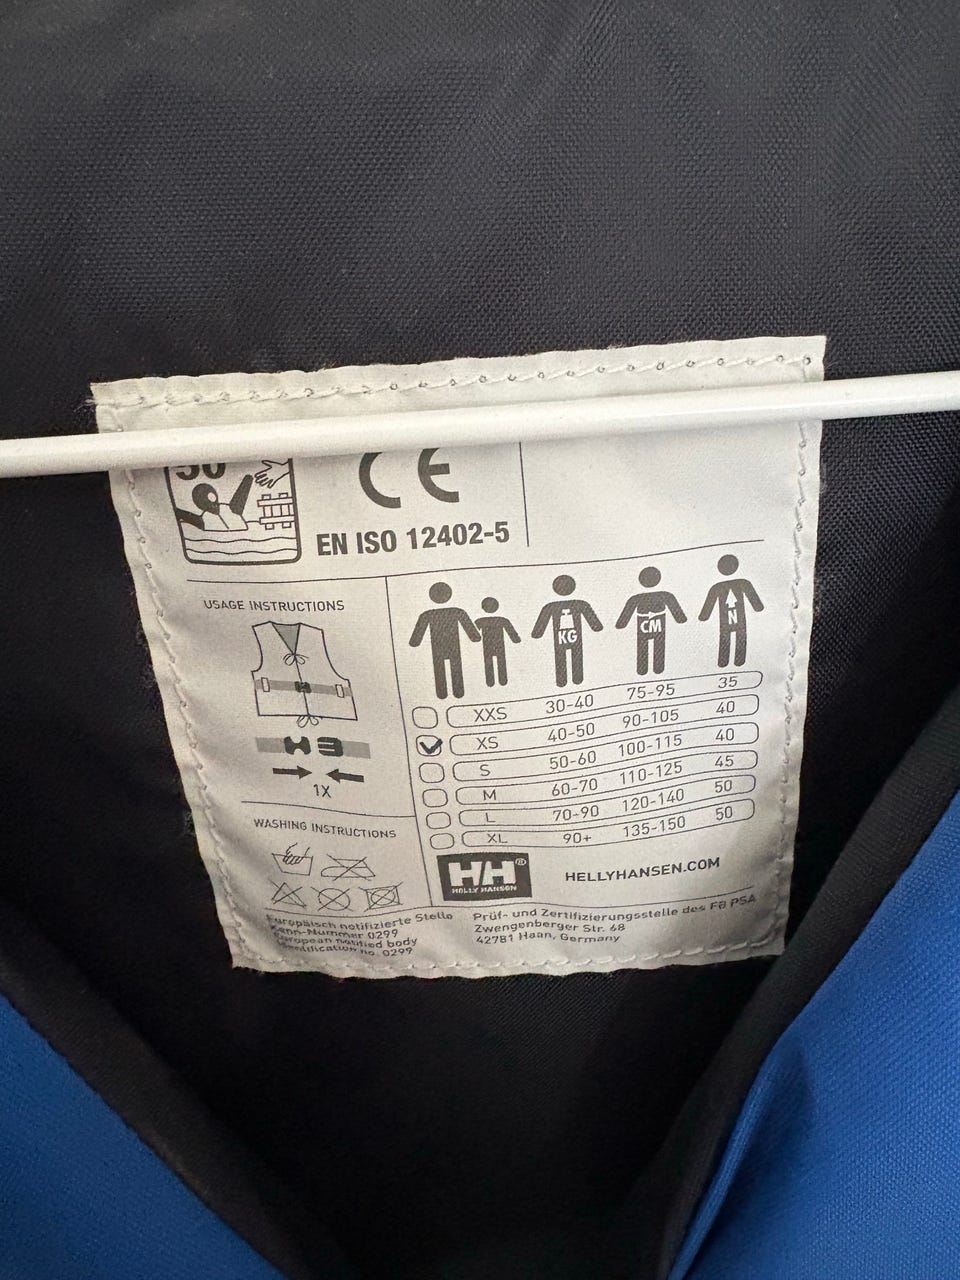 50
CE
EN ISO 12402-5
USAGE INSTRUCTIONS
1X
WASHING INSTRUCTIONS
KG
CM
N
XXS 30-40 75-95 35
XS 40-50 90-105 40
S 50-60 100-115 40
M 60-70 110-125 45
L 70-90 120-140 50
XL 90+ 135-150 50
HH®
HELLY HANSEN
HELLYHANSEN.COM
Europäisch notifizierte Stelle
Kenn-Nummer 0299
European notified body
identification no. 0299
Prüf- und Zertifizierungsstelle des FB PSA
Zwengenberger Str. 68
42781 Haan, Germany